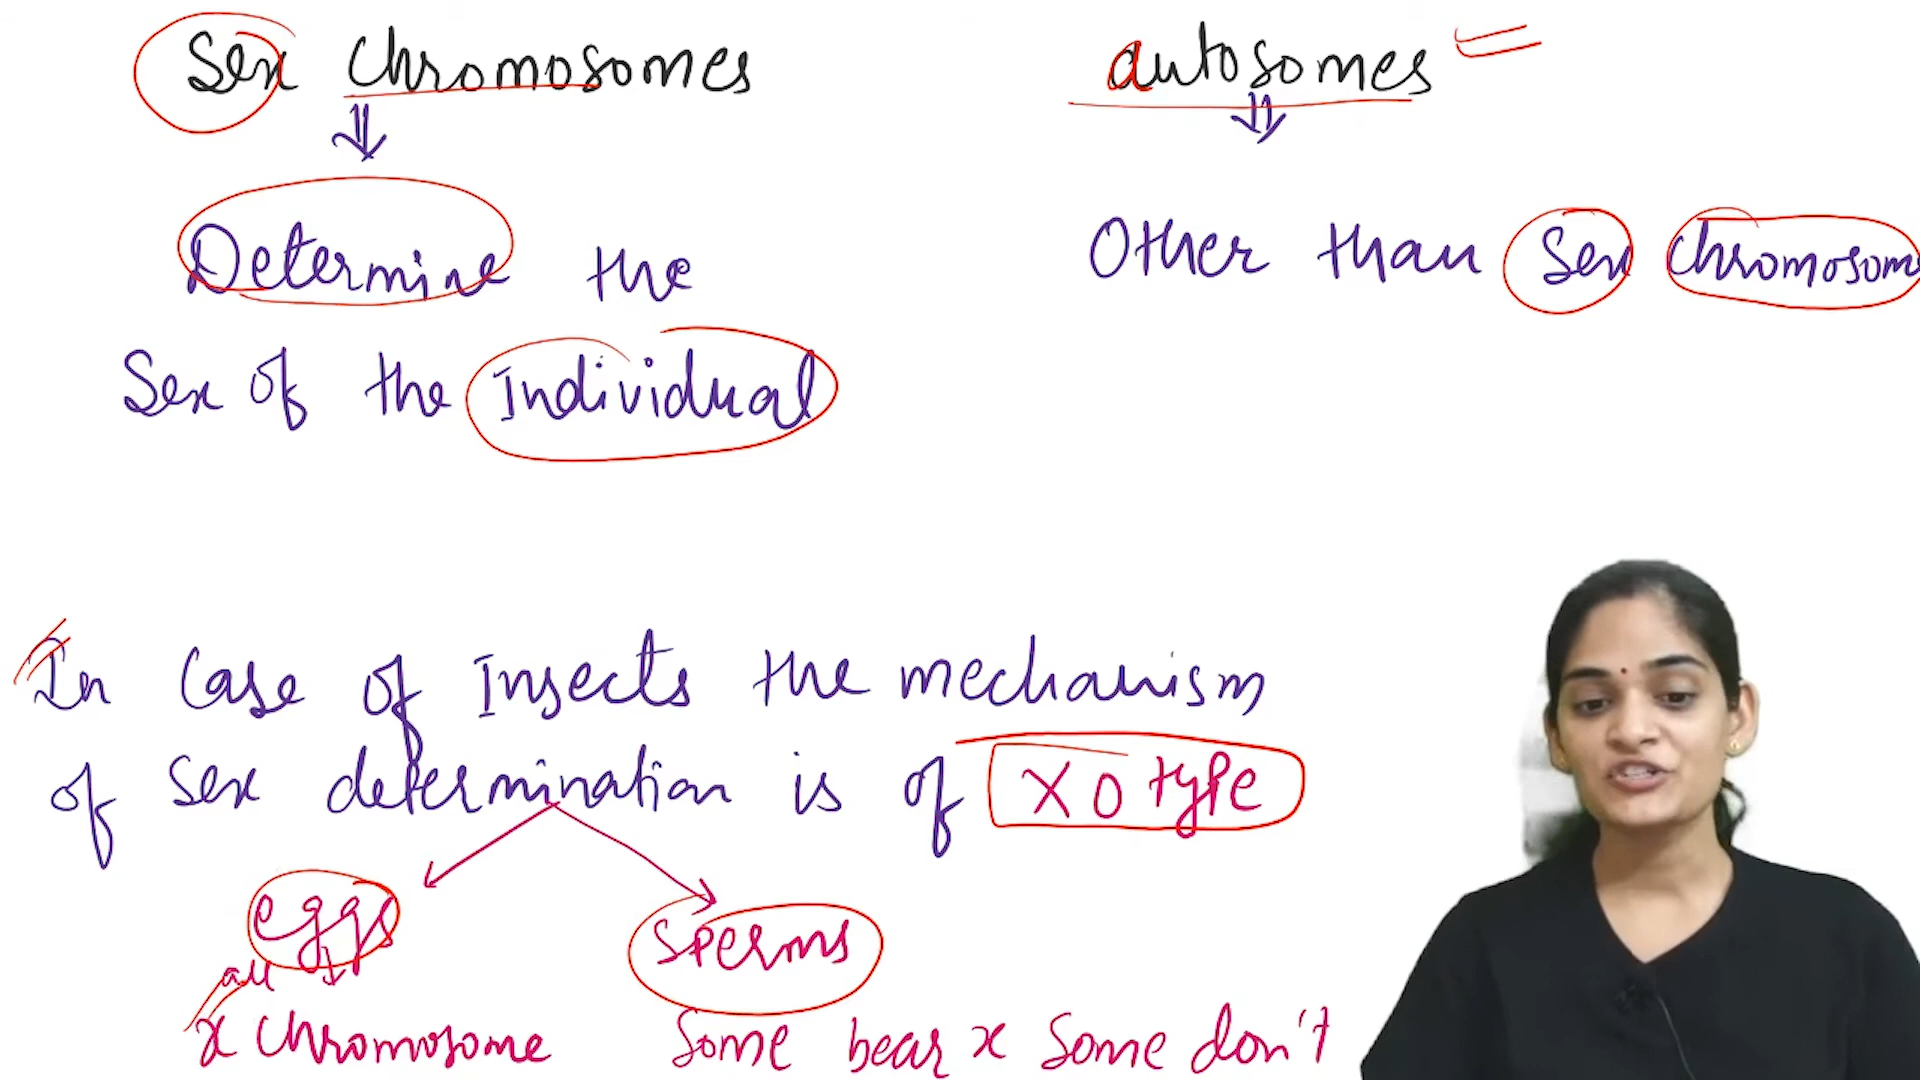 Sex Chromosomes
autosomes
Determine the
Sex of the Individual
Other than Sex Chromosom
In Case of Insects the mechanism
of Sex determination is of XO type
eggs
Sperms
all
x Chromosome
Some bear x Some don't